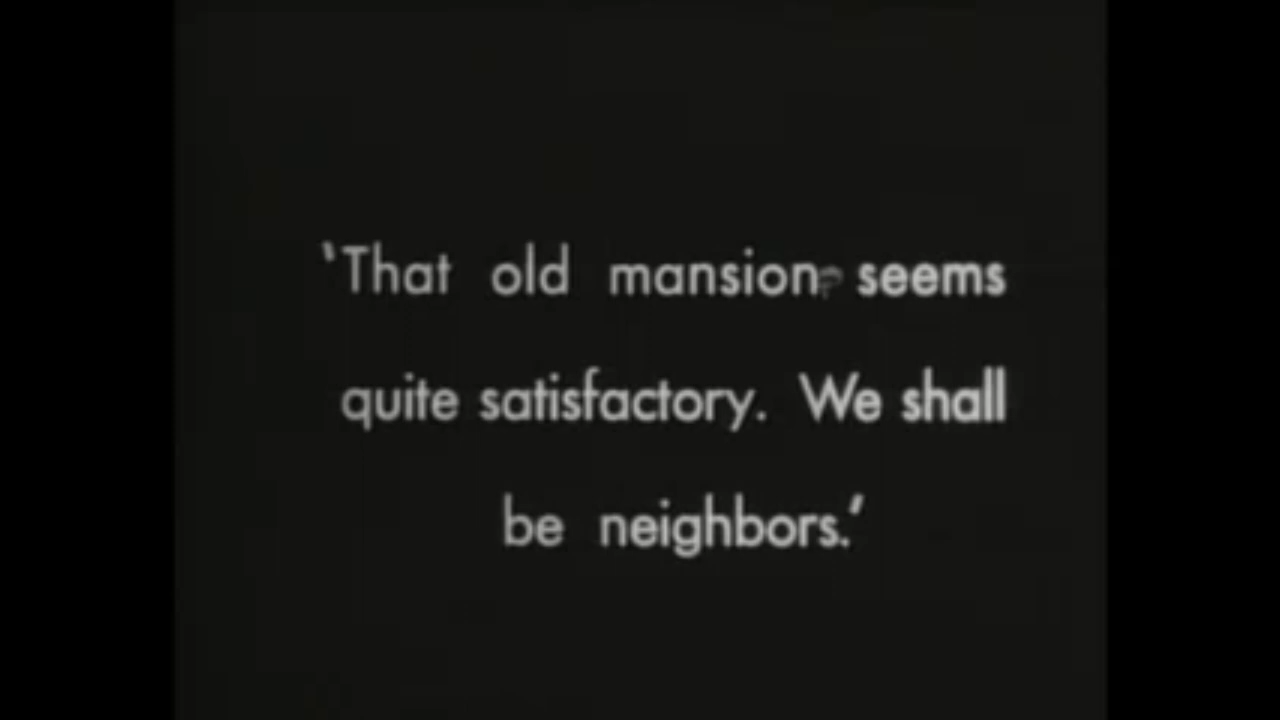 'That old mansion seems
quite satisfactory. We shall
be neighbors.'